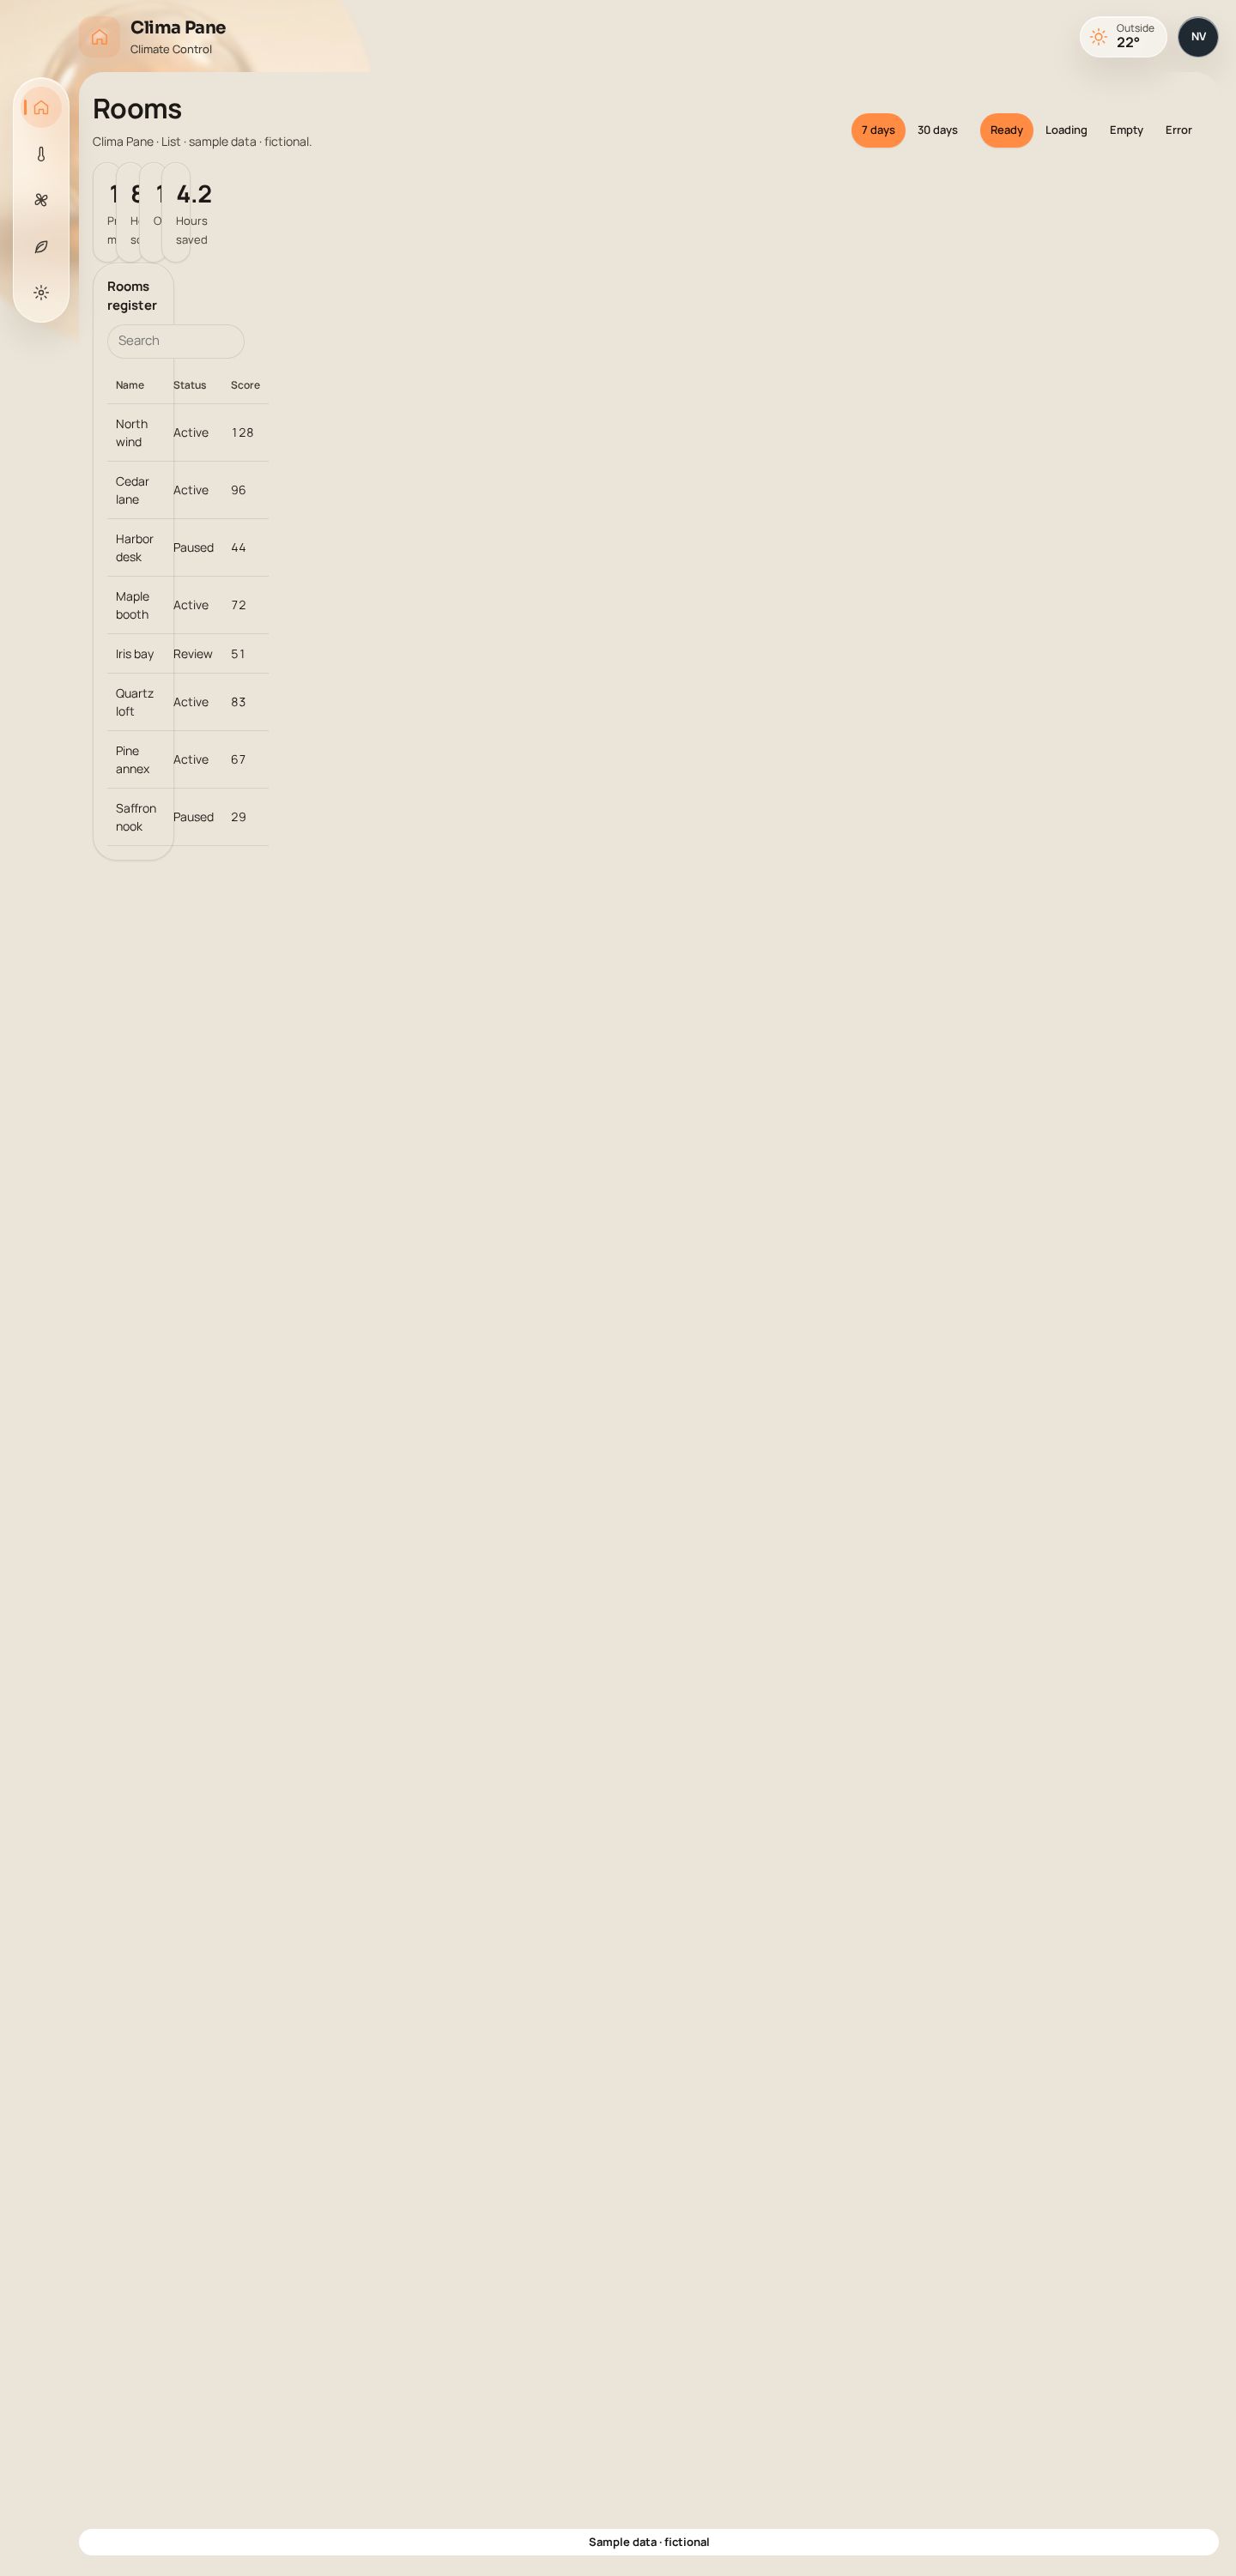 Clima Pane
Climate Control
Outside
22°
NV
Rooms
Clima Pane · List · sample data · fictional.
7 days
30 days
Ready
Loading
Empty
Error
4.2
Hours
saved
Rooms
register
Search
Name Status Score
North
wind
Active
128
Cedar
lane
Active
96
Harbor
desk
Paused
44
Maple
booth
Active
72
Iris bay
Review
51
Quartz
loft
Active
83
Pine
annex
Active
67
Saffron
nook
Paused
29
Sample data · fictional